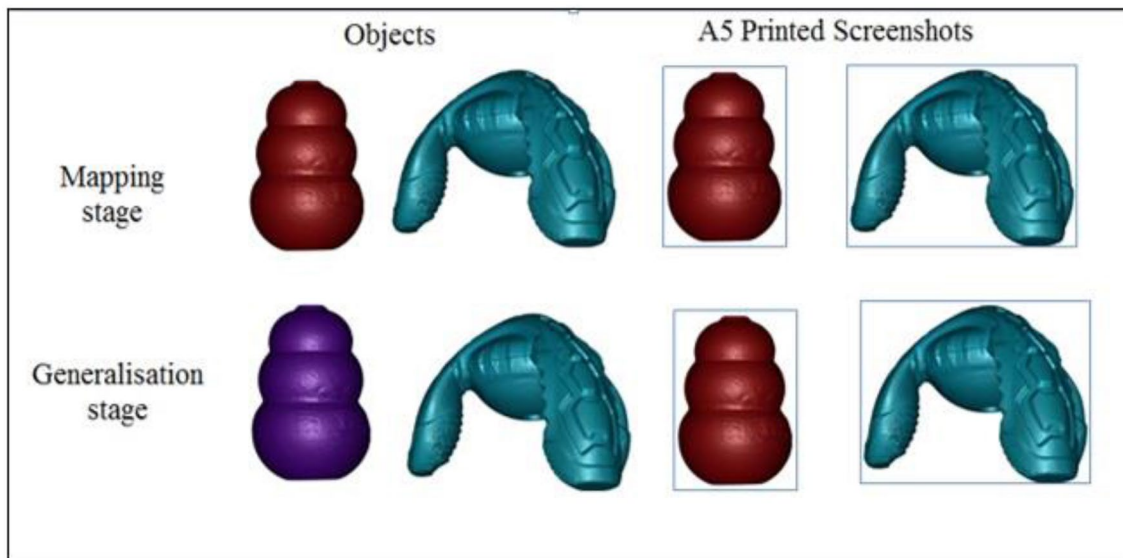 Objects
A5 Printed Screenshots
Mapping
stage
Generalisation
stage